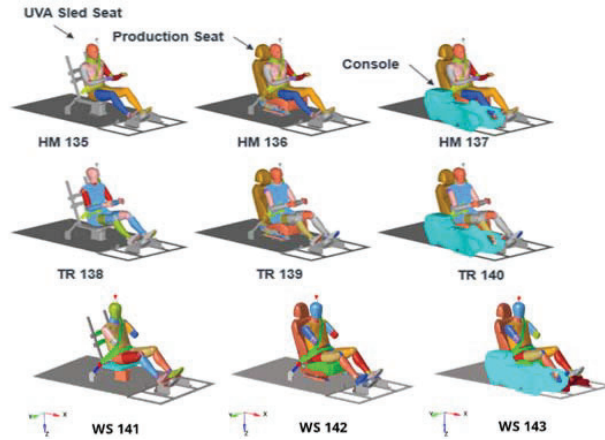 UVA Sled Seat
Production Seat
Console
HM 135
HM 136
HM 137
TR 138
TR 139
TR 140
Y X
Z
WS 141
Y X
Z
WS 142
Y X
Z
WS 143